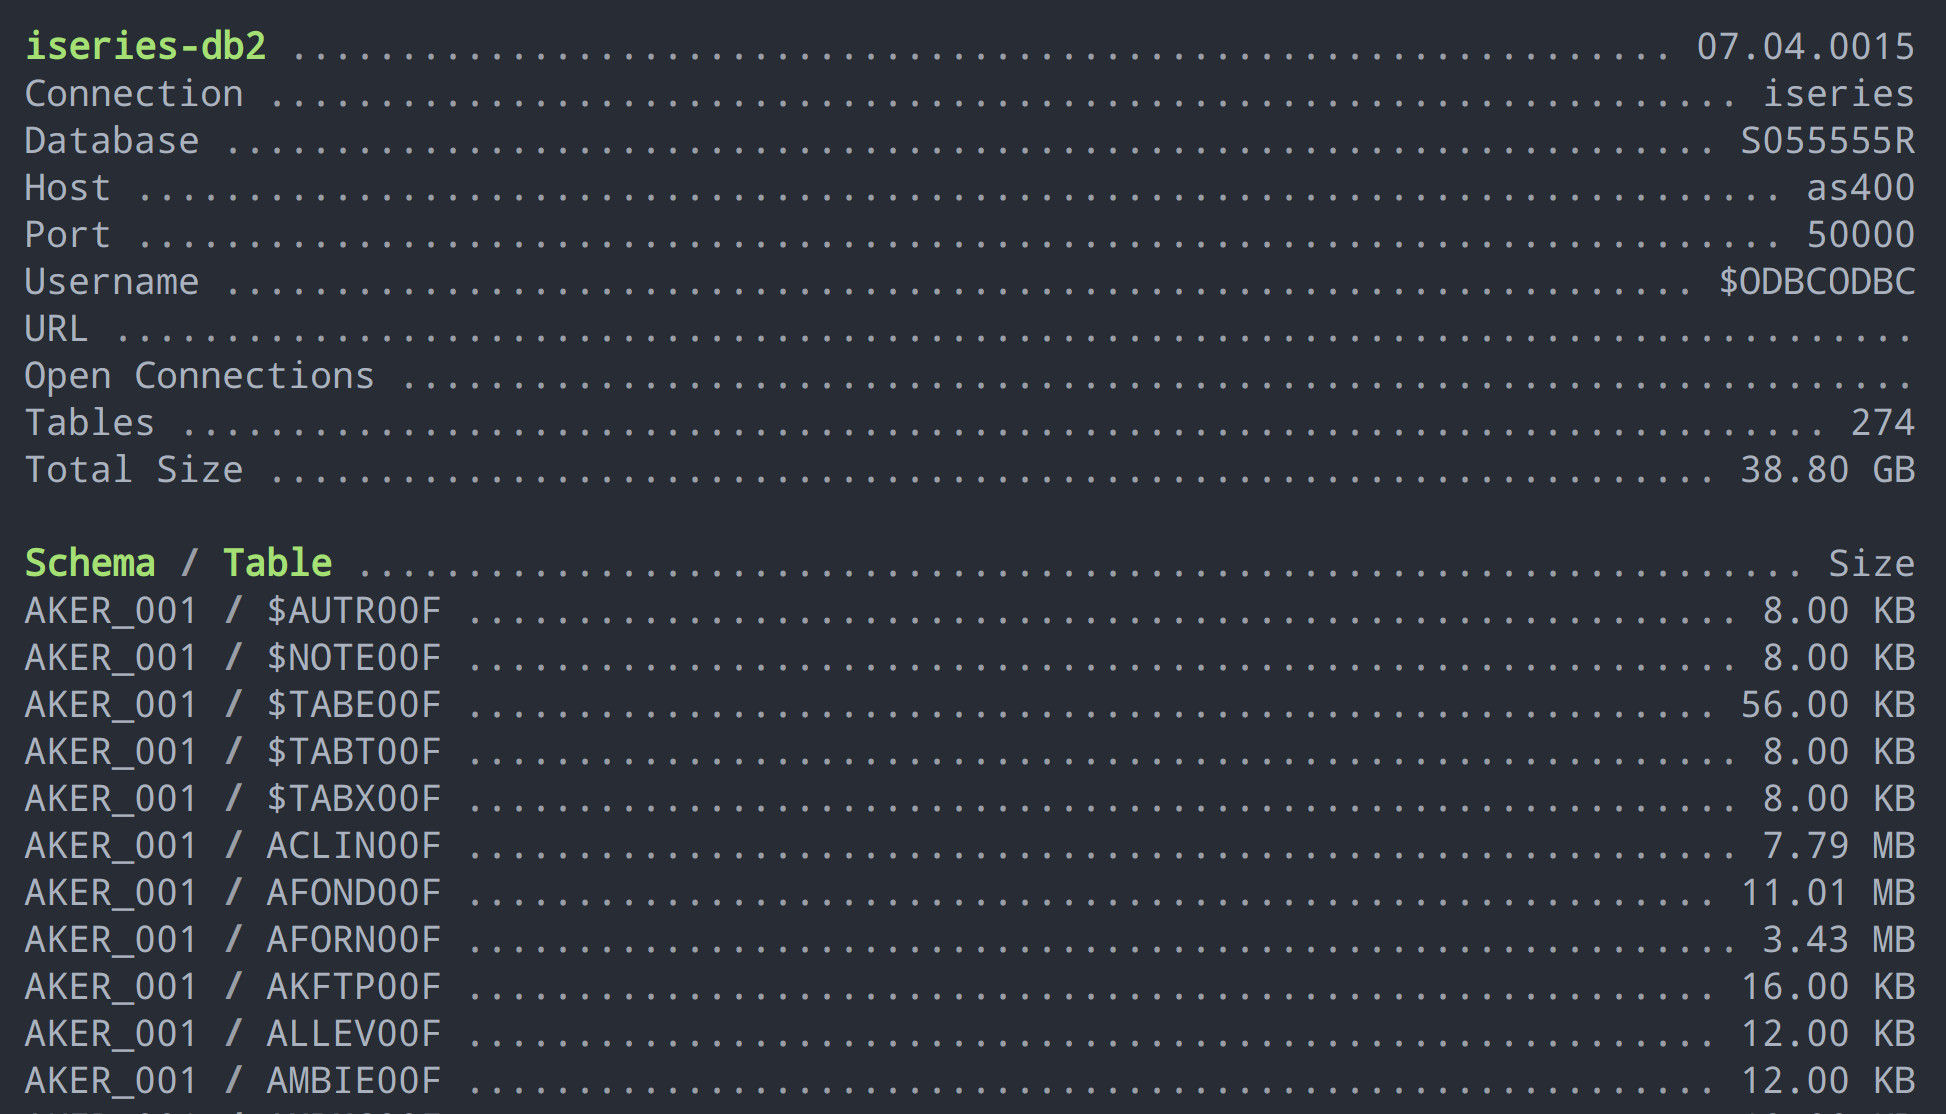 iseries-db2 ............................................................... 07.04.0015
Connection ................................................................... iseries
Database .................................................................... S055555R
Host ........................................................................... as400
Port ........................................................................... 50000
Username ................................................................... $ODBCODBC
URL ..................................................................................
Open Connections .....................................................................
Tables ........................................................................... 274
Total Size .................................................................. 38.80 GB
Schema / Table .................................................................. Size
AKER_001 / $AUTR00F .......................................................... 8.00 KB
AKER_001 / $NOTE00F .......................................................... 8.00 KB
AKER_001 / $TABE00F ......................................................... 56.00 KB
AKER_001 / $TABT00F .......................................................... 8.00 KB
AKER_001 / $TABX00F .......................................................... 8.00 KB
AKER_001 / ACLIN00F .......................................................... 7.79 MB
AKER_001 / AFOND00F ......................................................... 11.01 MB
AKER_001 / AFORN00F .......................................................... 3.43 MB
AKER_001 / AKFTP00F ......................................................... 16.00 KB
AKER_001 / ALLEV00F ......................................................... 12.00 KB
AKER_001 / AMBIE00F ......................................................... 12.00 KB